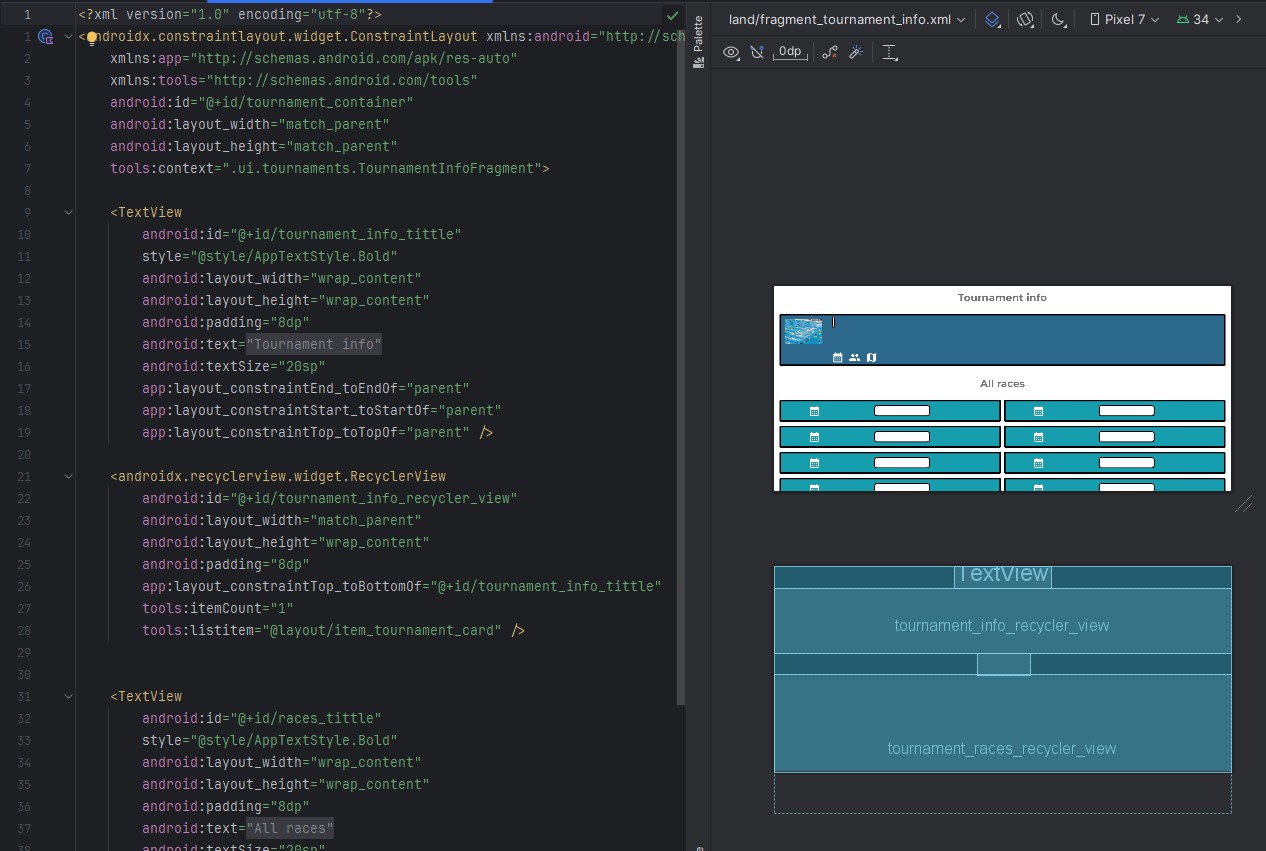 1 <?xml version="1.0" encoding="utf-8"?>
1 <androidx.constraintlayout.widget.ConstraintLayout xmlns:android="http://sch
2 xmlns:app="http://schemas.android.com/apk/res-auto"
3 xmlns:tools="http://schemas.android.com/tools"
4 android:id="@+id/tournament_container"
5 android:layout_width="match_parent"
6 android:layout_height="match_parent"
7 tools:context=".ui.tournaments.TournamentInfoFragment">
8
9 <TextView
10 android:id="@+id/tournament_info_tittle"
11 style="@style/AppTextStyle.Bold"
12 android:layout_width="wrap_content"
13 android:layout_height="wrap_content"
14 android:padding="8dp"
15 android:text="Tournament info"
16 android:textSize="20sp"
17 app:layout_constraintEnd_toEndOf="parent"
18 app:layout_constraintStart_toStartOf="parent"
19 app:layout_constraintTop_toTopOf="parent" />
20
21 <androidx.recyclerview.widget.RecyclerView
22 android:id="@+id/tournament_info_recycler_view"
23 android:layout_width="match_parent"
24 android:layout_height="wrap_content"
25 android:padding="8dp"
26 app:layout_constraintTop_toBottomOf="@+id/tournament_info_tittle"
27 tools:itemCount="1"
28 tools:listitem="@layout/item_tournament_card" />
29
30
31 <TextView
32 android:id="@+id/races_tittle"
33 style="@style/AppTextStyle.Bold"
34 android:layout_width="wrap_content"
35 android:layout_height="wrap_content"
36 android:padding="8dp"
37 android:text="All races"
38 android:textSize="20sp"
Palette
land/fragment_tournament_info.xml
Pixel 7
34
0dp
Tournament info
All races
TextView
tournament_info_recycler_view
tournament_races_recycler_view